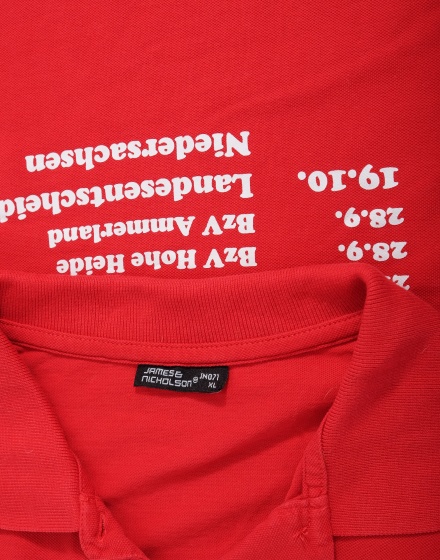 28.9. BzV Hohe Heide
28.9. BzV Ammerland
19.10. Landesentscheid
Niedersachsen
JAMES&
NICHOLSON® JN071
XL